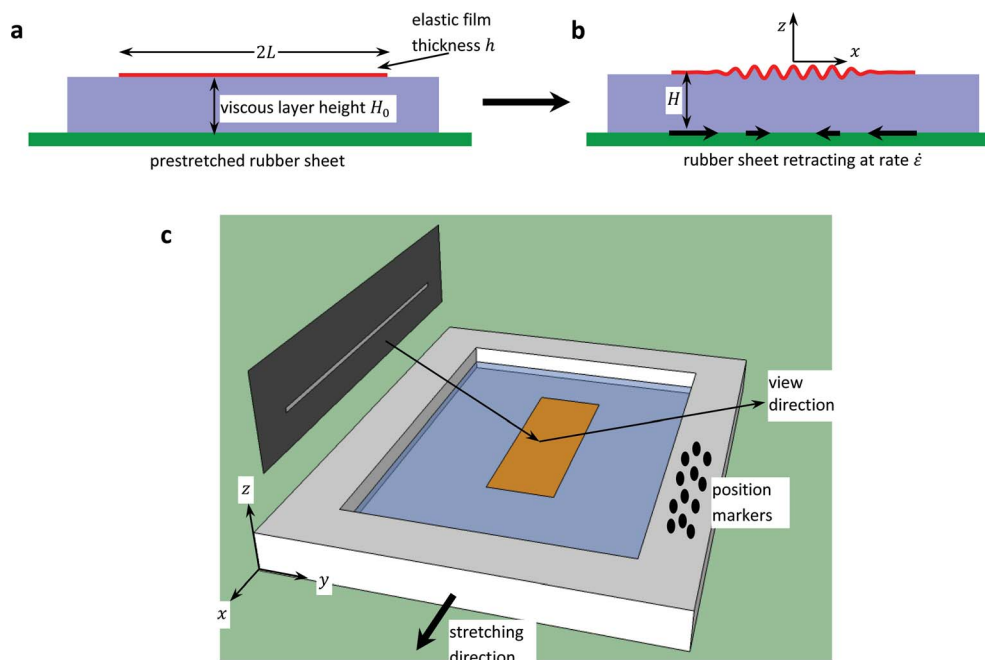 a
2L
elastic film
thickness h
viscous layer height H₀
prestretched rubber sheet
b
z
x
H
rubber sheet retracting at rate ε̇
c
view
direction
position
markers
z
y
x
stretching
direction